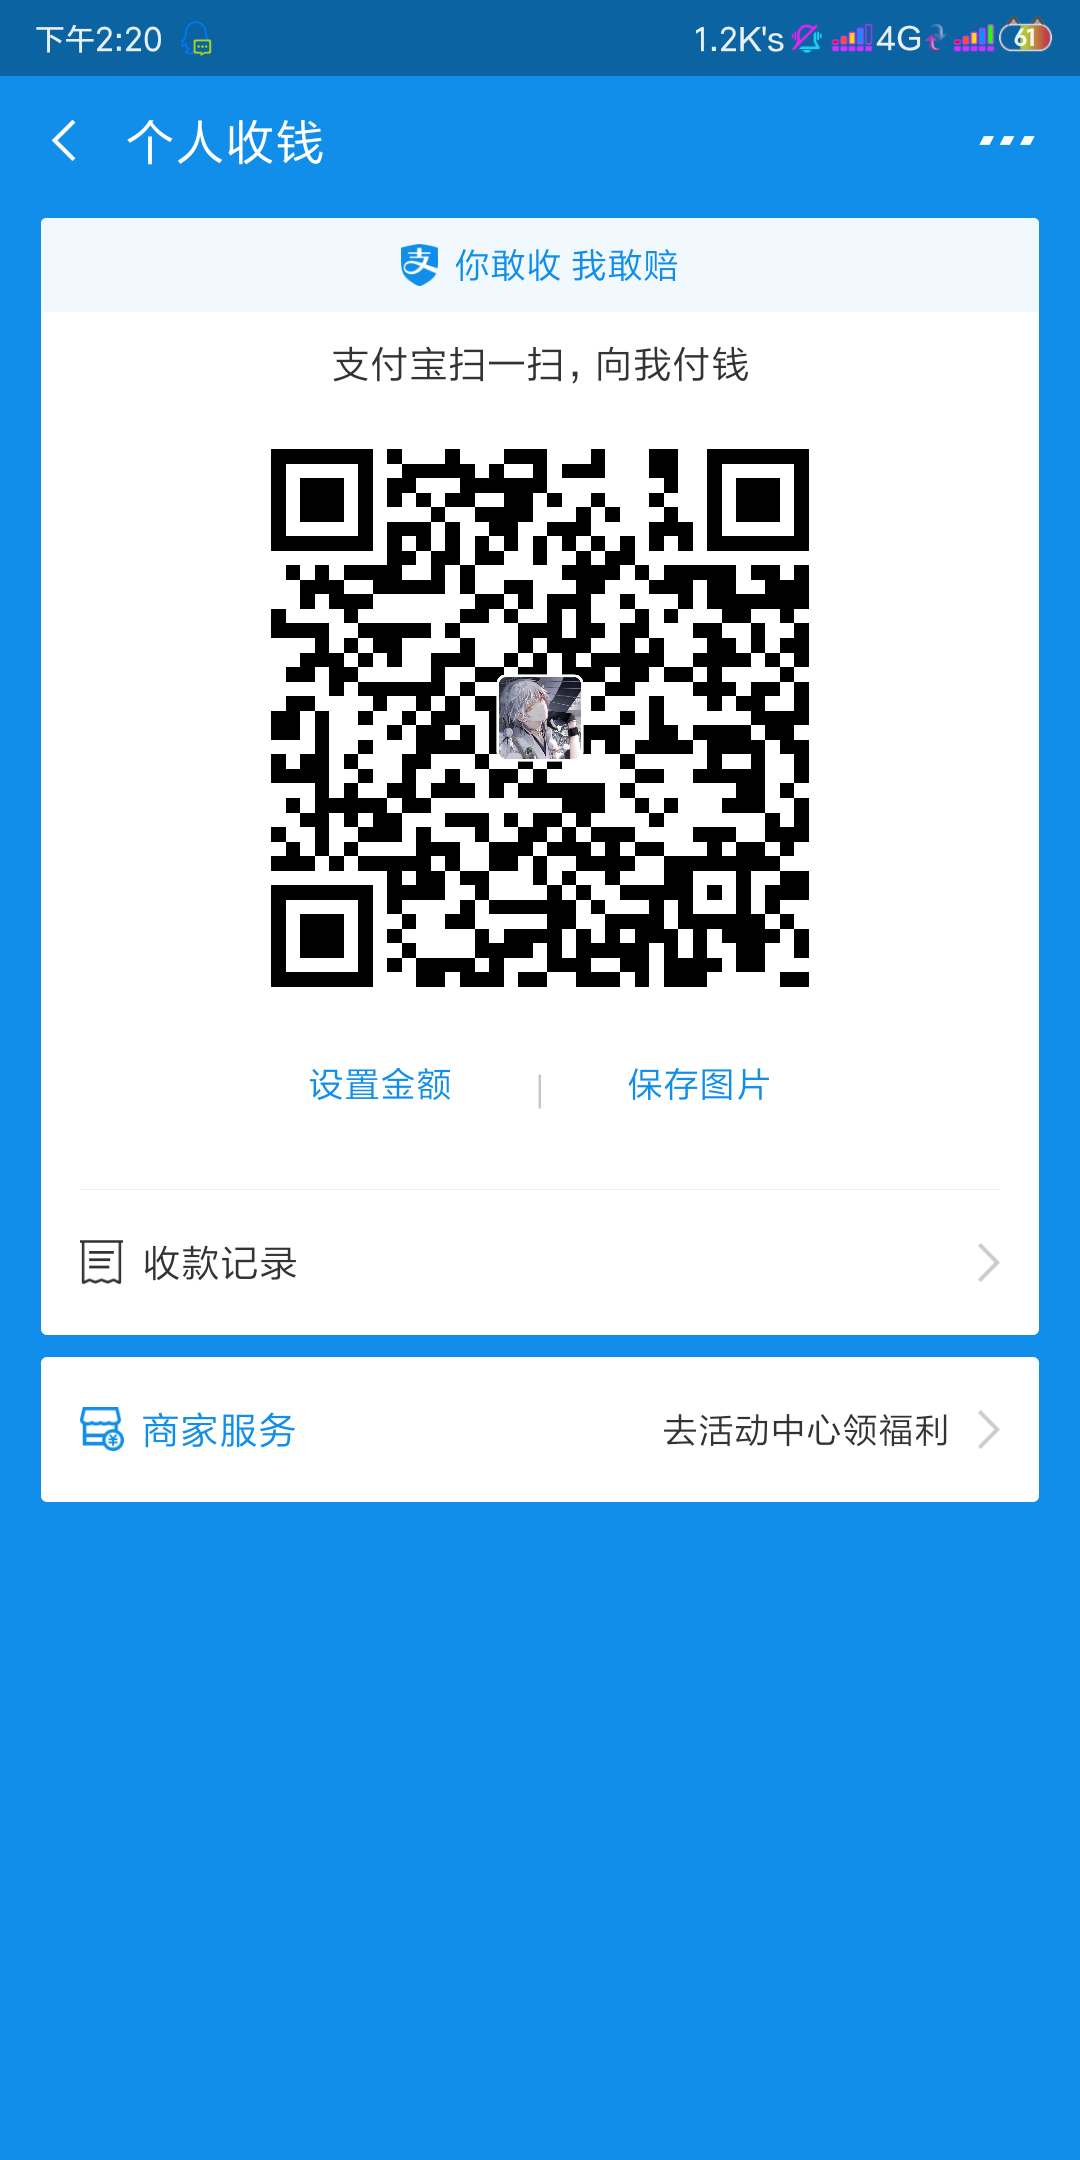 下午2:20 1.2K's 4G 61
个人收钱
支 你敢收 我敢赔
支付宝扫一扫，向我付钱
设置金额 | 保存图片
收款记录
商家服务 去活动中心领福利